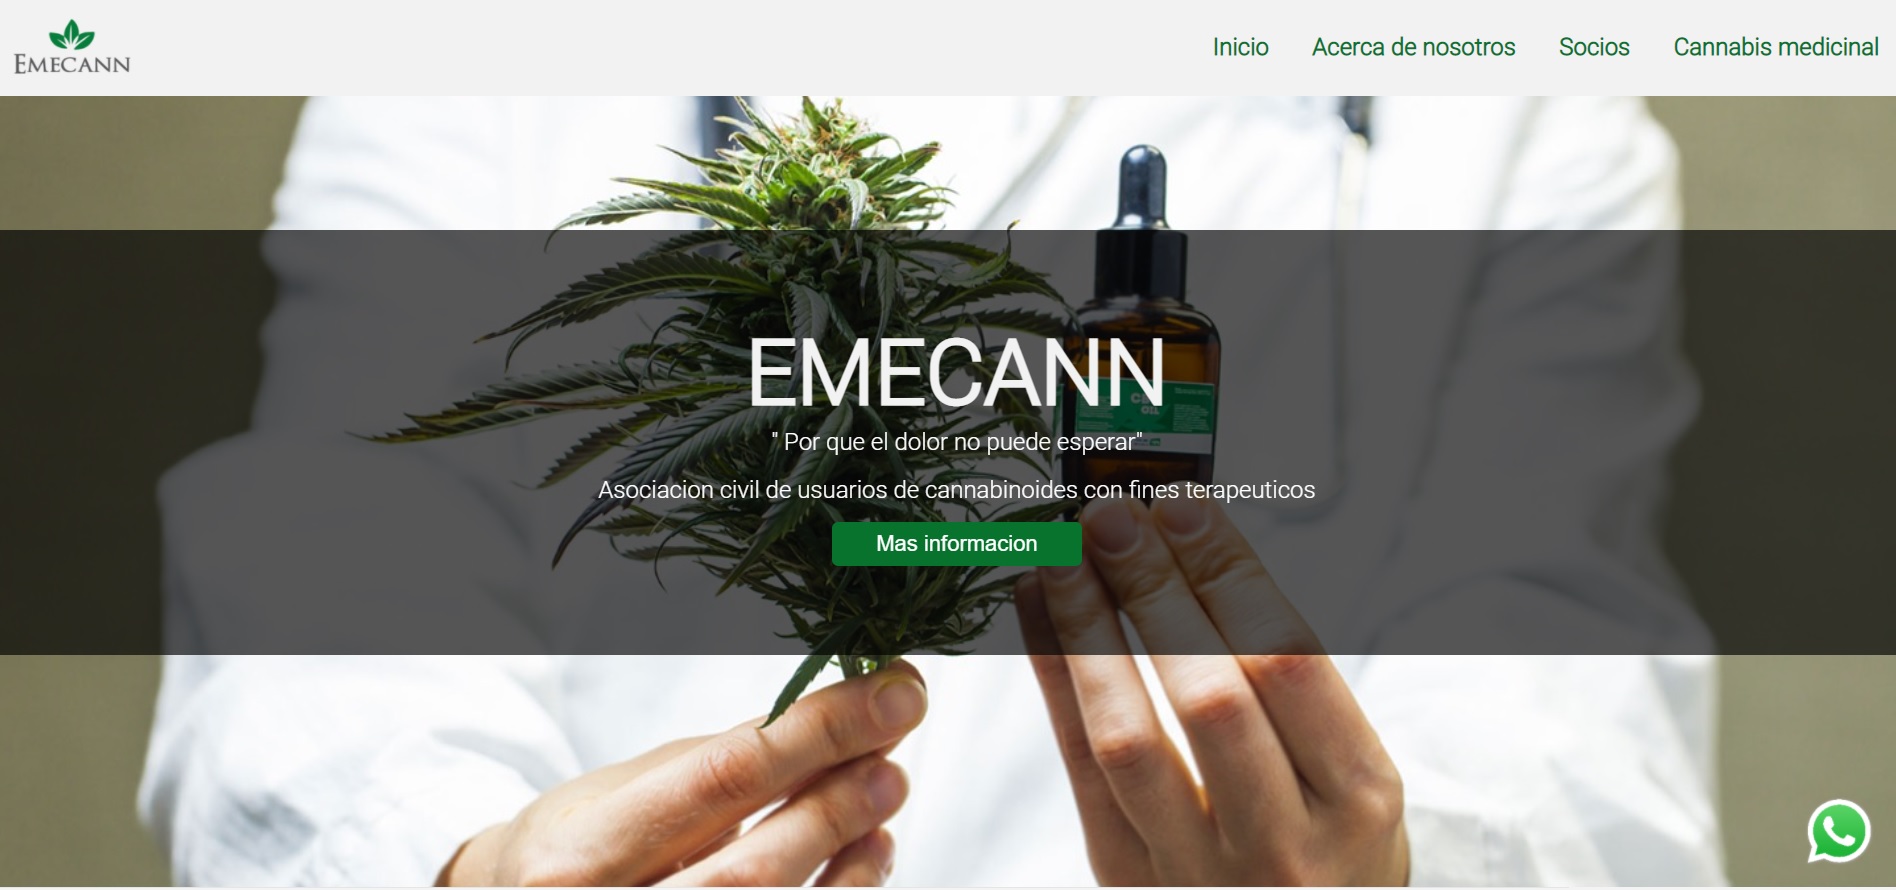 EMECANN
Inicio
Acerca de nosotros
Socios
Cannabis medicinal
EMECANN
" Por que el dolor no puede esperar"
Asociacion civil de usuarios de cannabinoides con fines terapeuticos
Mas informacion
OIL